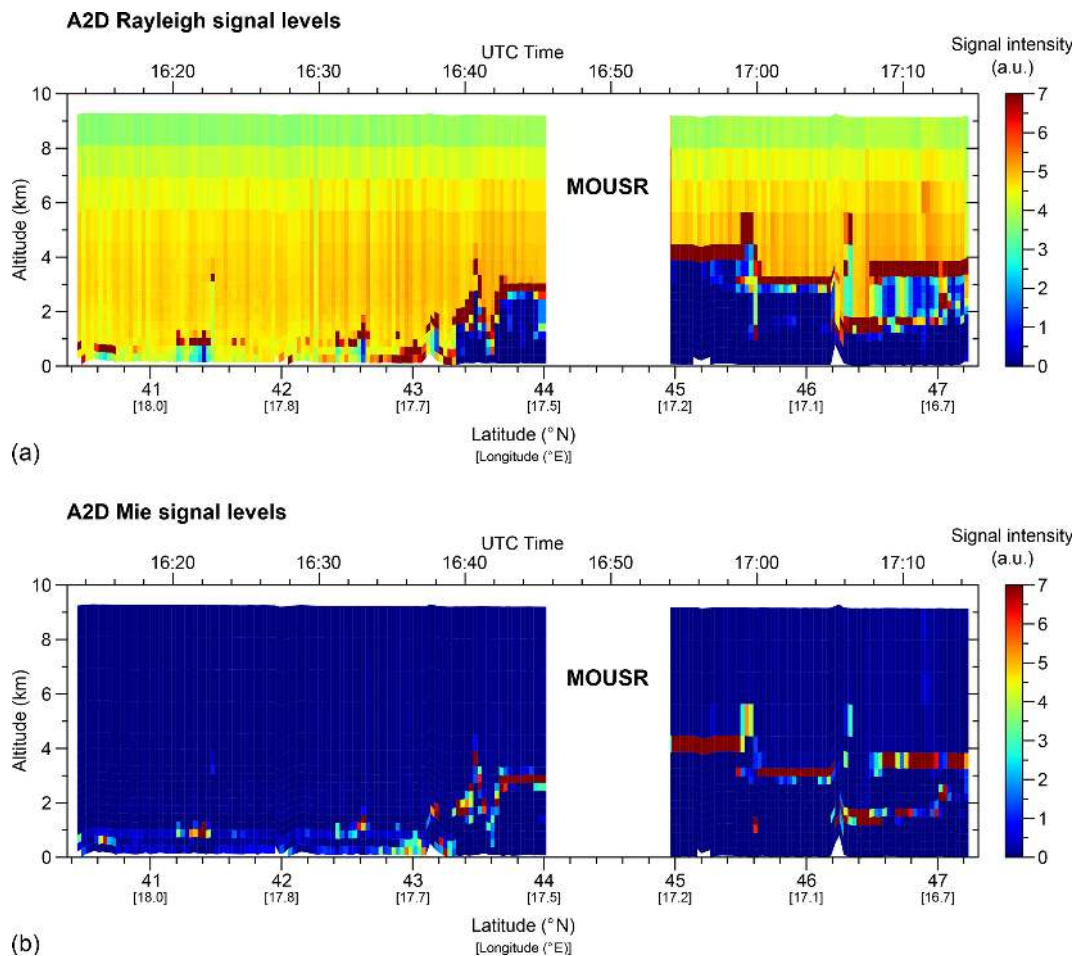 A2D Rayleigh signal levels
UTC Time
Signal intensity
(a.u.)
16:20 16:30 16:40 16:50 17:00 17:10
10
8
6
4
2
0
Altitude (km)
MOUSR
7
6
5
4
3
2
1
0
41 42 43 44 45 46 47
[18.0] [17.8] [17.7] [17.5] [17.2] [17.1] [16.7]
Latitude (°N)
[Longitude (°E)]
(a)
A2D Mie signal levels
UTC Time
Signal intensity
(a.u.)
16:20 16:30 16:40 16:50 17:00 17:10
10
8
6
4
2
0
Altitude (km)
MOUSR
7
6
5
4
3
2
1
0
41 42 43 44 45 46 47
[18.0] [17.8] [17.7] [17.5] [17.2] [17.1] [16.7]
Latitude (°N)
[Longitude (°E)]
(b)